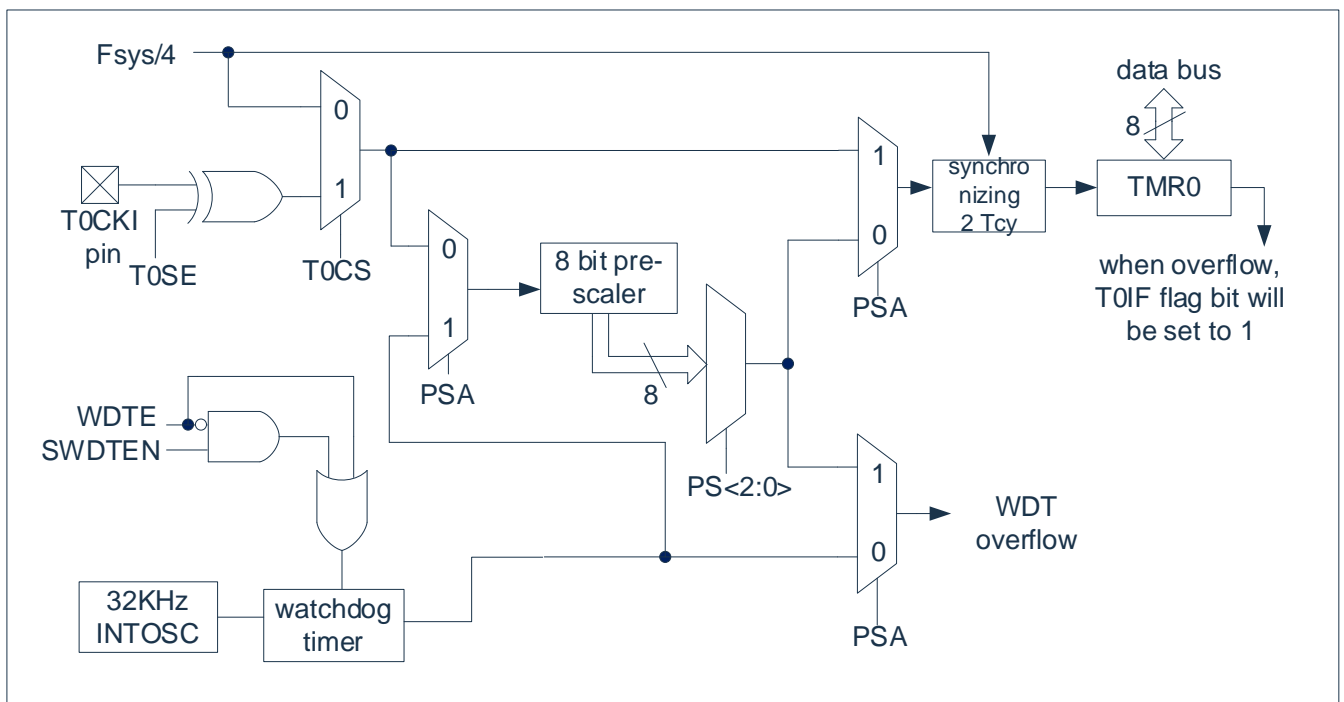 Fsys/4
data bus
0
8
1
synchro
nizing
2 Tcy
TMR0
1
T0CKI
pin
T0SE
T0CS
0
8 bit pre-
scaler
0
PSA
when overflow,
T0IF flag bit will
be set to 1
1
PSA
8
WDTE
SWDTEN
PS<2:0>
1
WDT
overflow
0
32KHz
INTOSC
watchdog
timer
PSA